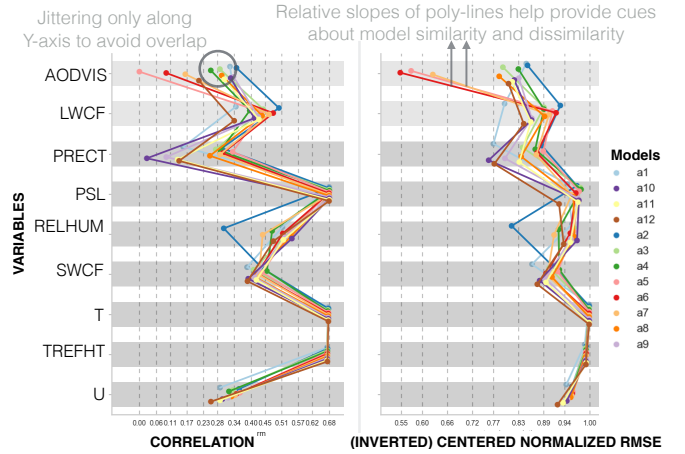 Jittering only along
Y-axis to avoid overlap
Relative slopes of poly-lines help provide cues
about model similarity and dissimilarity
VARIABLES
AODVIS
LWCF
PRECT
PSL
RELHUM
SWCF
T
TREFHT
U
0.00 0.06 0.11 0.17 0.23 0.28 0.34 0.40 0.45 0.51 0.57 0.62 0.68
0.55 0.60 0.66 0.72 0.77 0.83 0.89 0.94 1.00
CORRELATION rm
(INVERTED) CENTERED NORMALIZED RMSE
Models
a1
a10
a11
a12
a2
a3
a4
a5
a6
a7
a8
a9